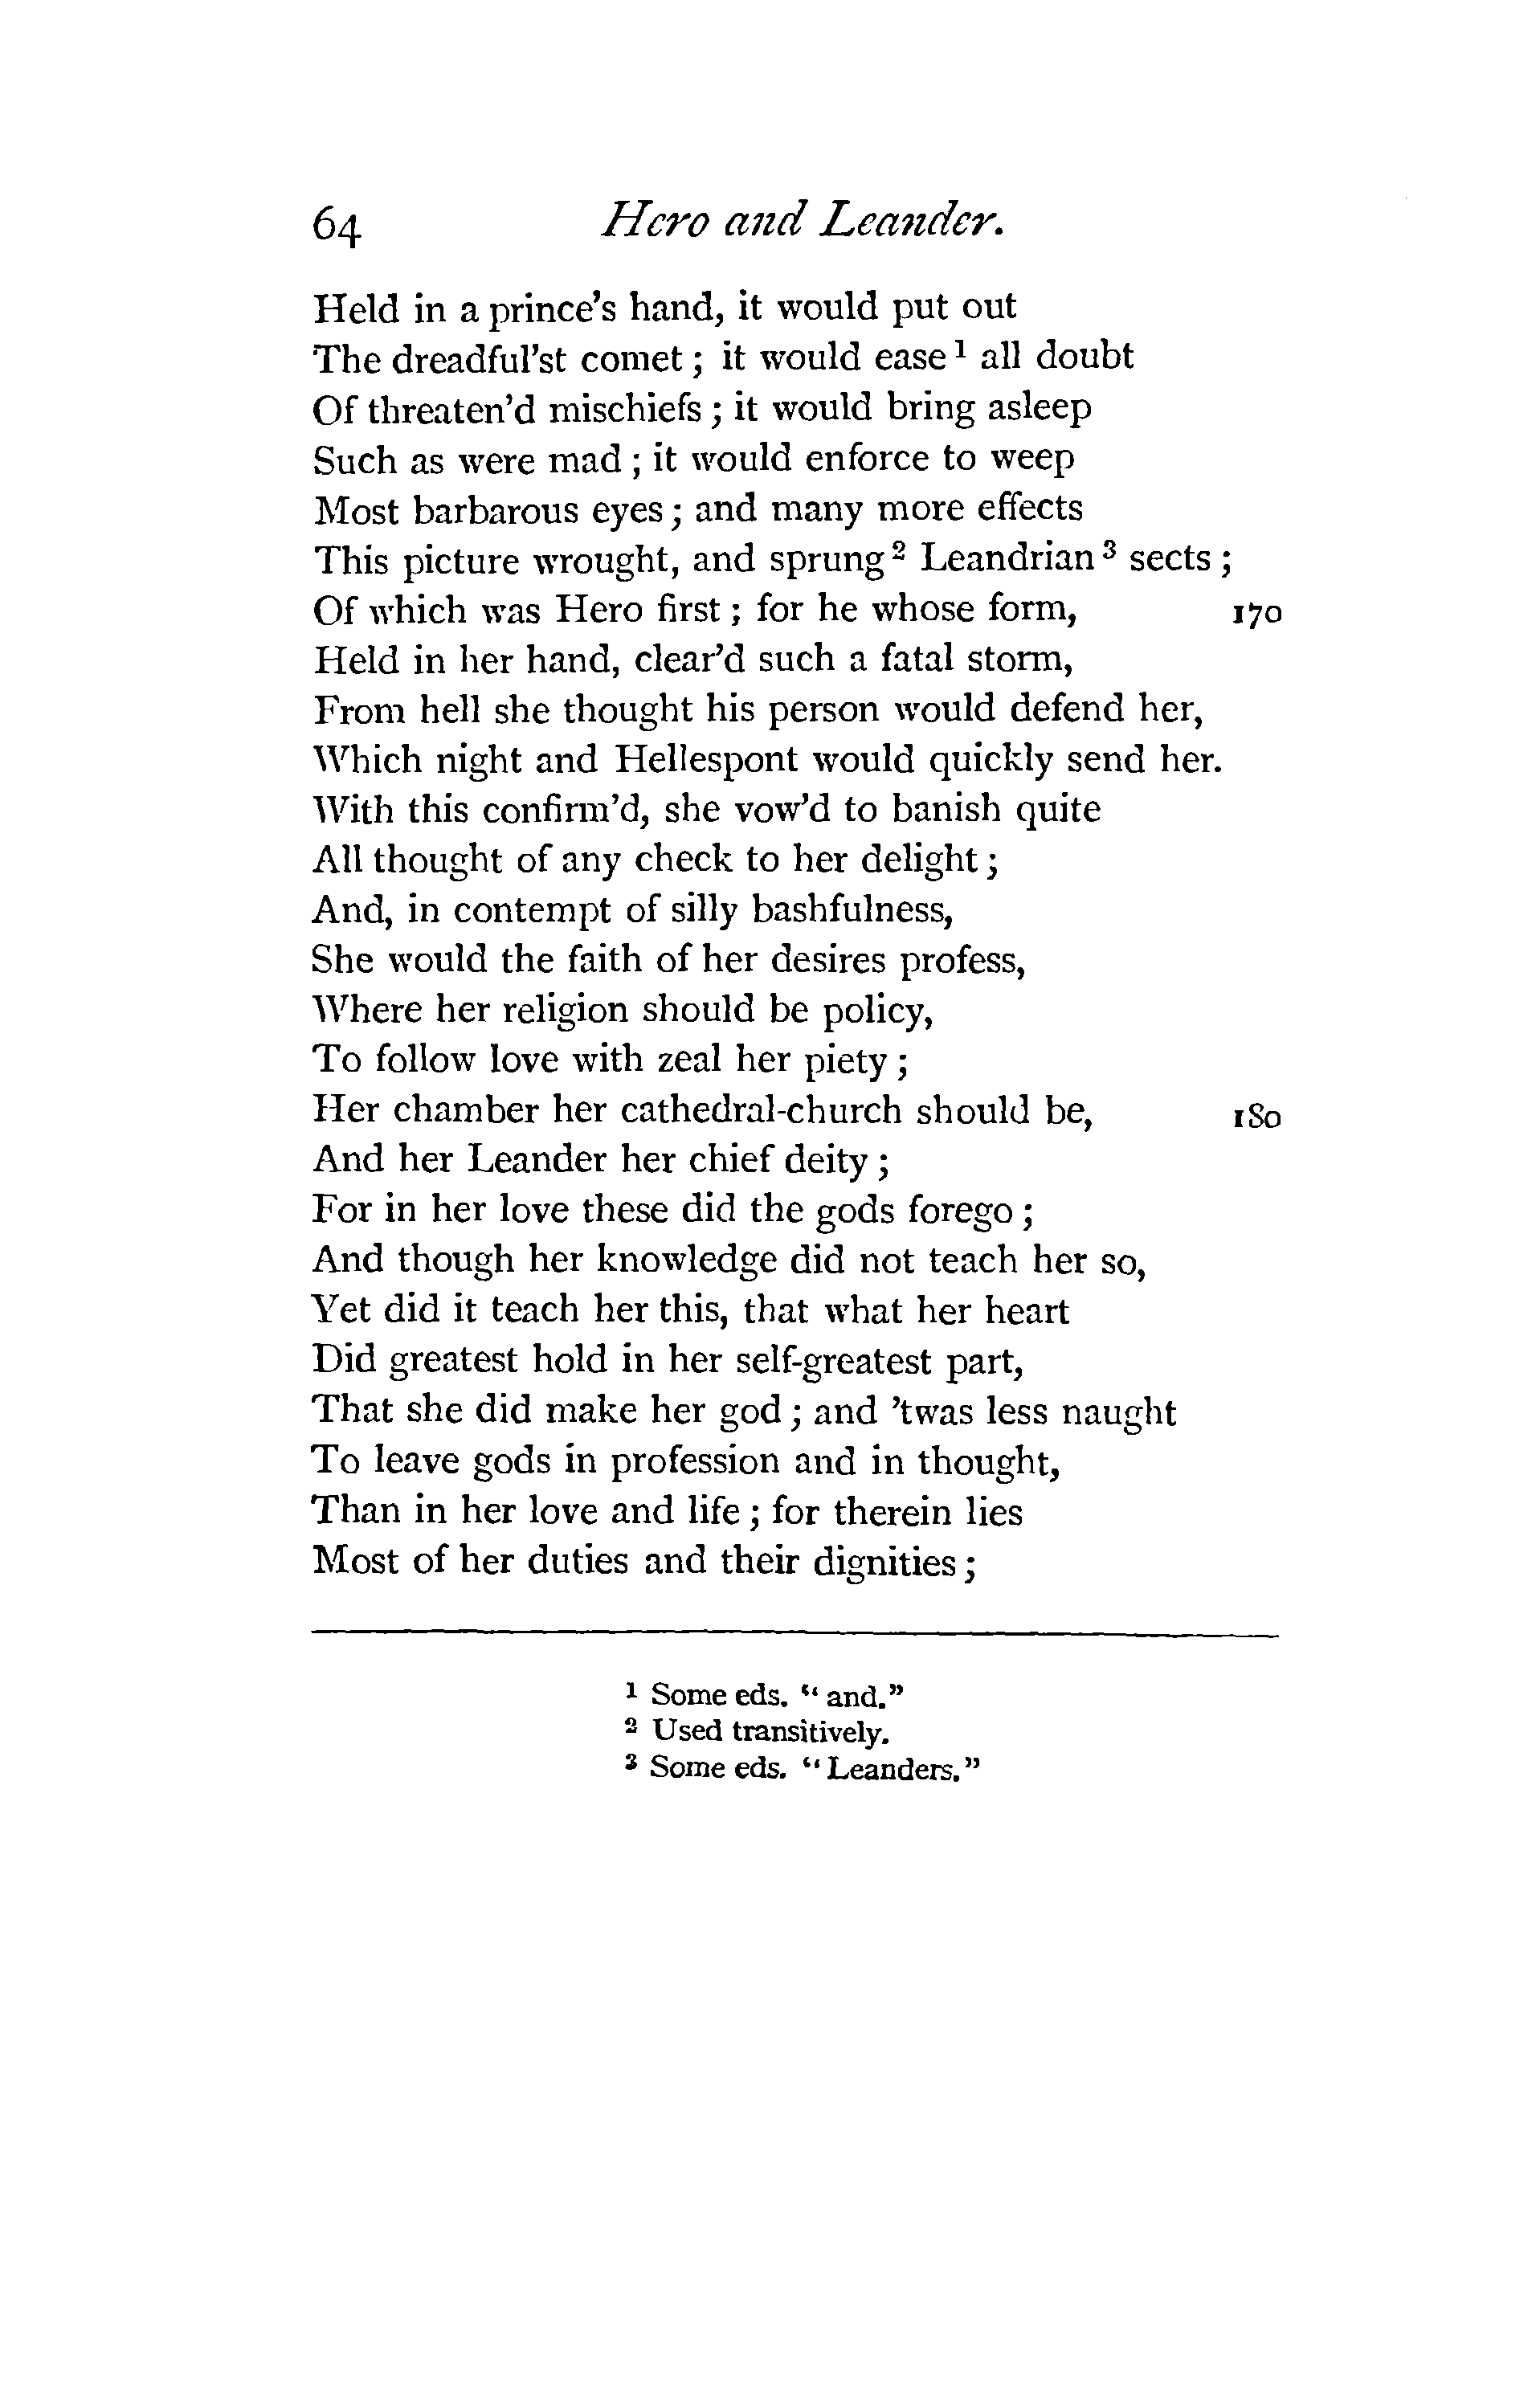 64 Hero and Leander.
Held in a prince's hand, it would put out
The dreadful'st comet ; it would ease ¹ all doubt
Of threaten'd mischiefs ; it would bring asleep
Such as were mad ; it would enforce to weep
Most barbarous eyes ; and many more effects
This picture wrought, and sprung ² Leandrian ³ sects ;
Of which was Hero first ; for he whose form, 170
Held in her hand, clear'd such a fatal storm,
From hell she thought his person would defend her,
Which night and Hellespont would quickly send her.
With this confirm'd, she vow'd to banish quite
All thought of any check to her delight ;
And, in contempt of silly bashfulness,
She would the faith of her desires profess,
Where her religion should be policy,
To follow love with zeal her piety ;
Her chamber her cathedral-church should be, 180
And her Leander her chief deity ;
For in her love these did the gods forego ;
And though her knowledge did not teach her so,
Yet did it teach her this, that what her heart
Did greatest hold in her self-greatest part,
That she did make her god ; and 'twas less naught
To leave gods in profession and in thought,
Than in her love and life ; for therein lies
Most of her duties and their dignities ;
¹ Some eds. "and."
² Used transitively.
³ Some eds. "Leanders."